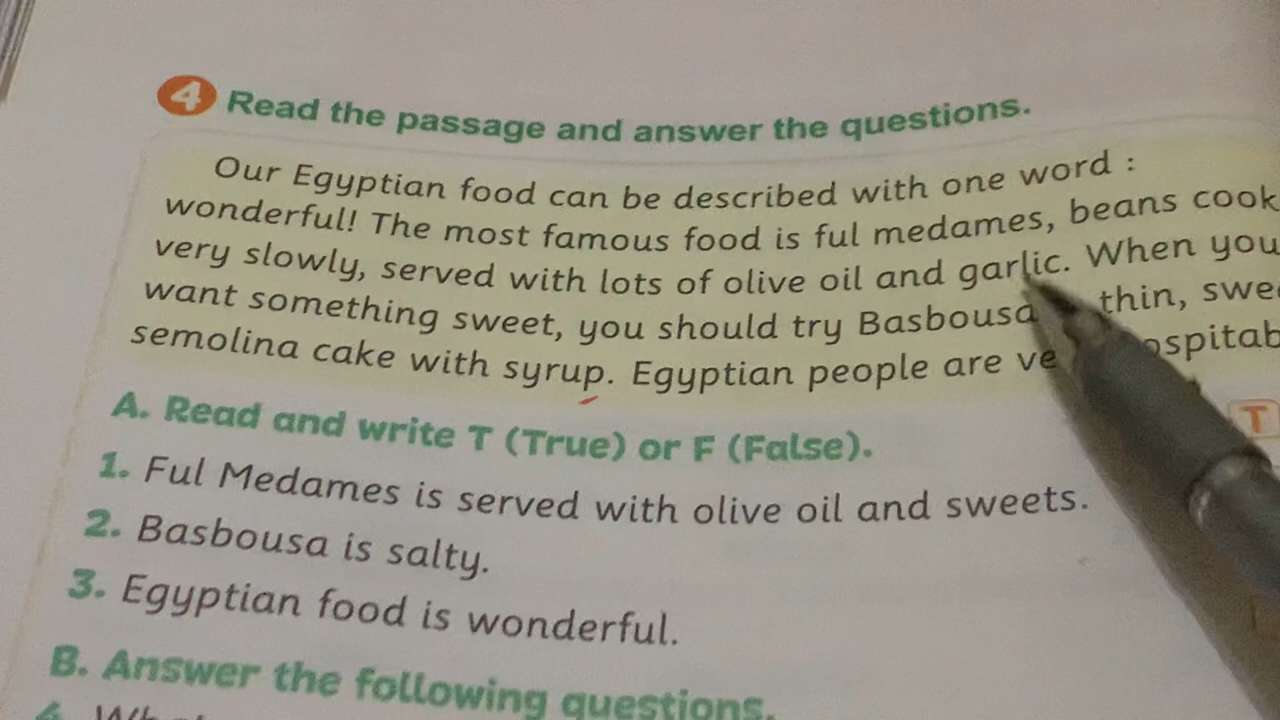 4 Read the passage and answer the questions.
Our Egyptian food can be described with one word :
wonderful! The most famous food is ful medames, beans cook
very slowly, served with lots of olive oil and garlic. When you
want something sweet, you should try Basbousa thin, swe
semolina cake with syrup. Egyptian people are ve ospitab
T
A. Read and write T (True) or F (False).
1. Ful Medames is served with olive oil and sweets.
2. Basbousa is salty.
3. Egyptian food is wonderful.
B. Answer the following questions.